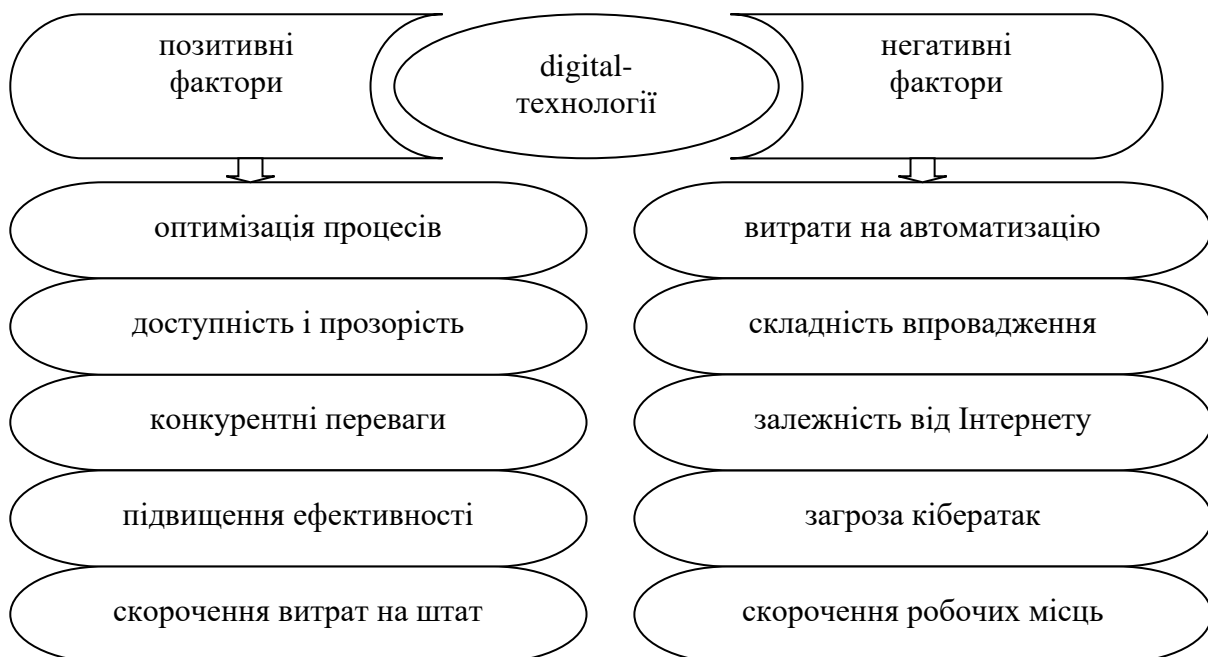 позитивні
фактори
digital-
технології
негативні
фактори
оптимізація процесів
доступність і прозорість
конкурентні переваги
підвищення ефективності
скорочення витрат на штат
витрати на автоматизацію
складність впровадження
залежність від Інтернету
загроза кібератак
скорочення робочих місць